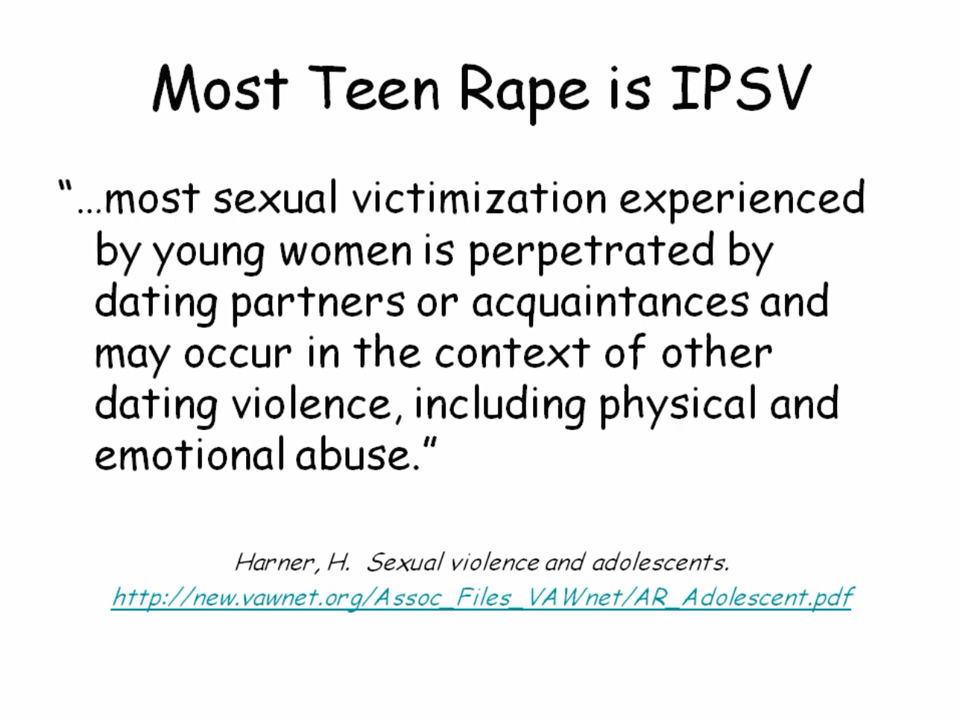 Most Teen Rape is IPSV
“…most sexual victimization experienced
by young women is perpetrated by
dating partners or acquaintances and
may occur in the context of other
dating violence, including physical and
emotional abuse.”
Harner, H. Sexual violence and adolescents.
http://new.vawnet.org/Assoc_Files_VAWnet/AR_Adolescent.pdf